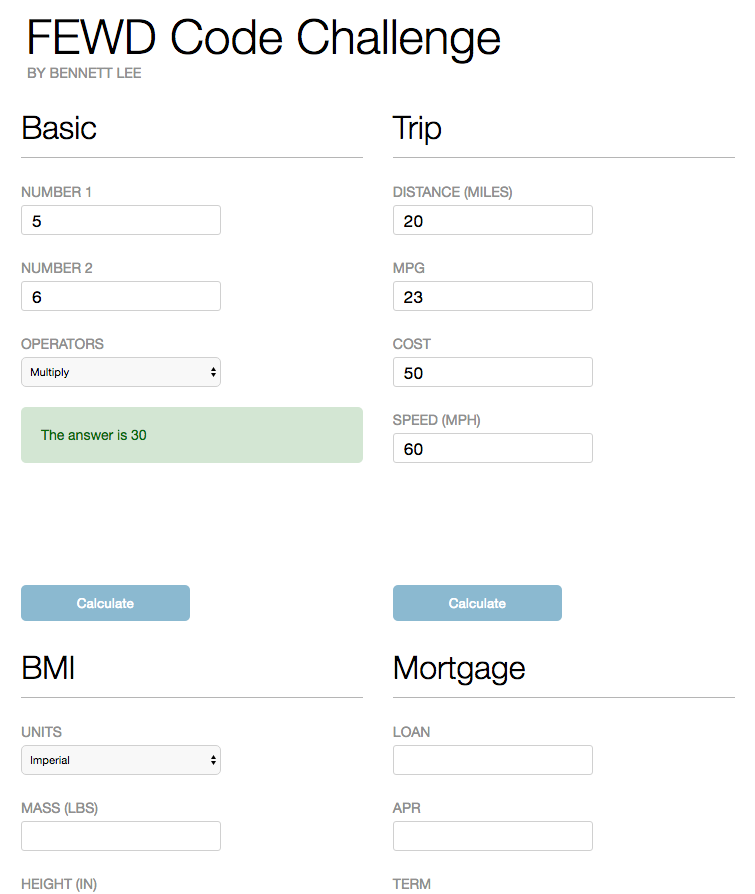 FEWD Code Challenge
BY BENNETT LEE
Basic
NUMBER 1
5
NUMBER 2
6
OPERATORS
Multiply
The answer is 30
Calculate
Trip
DISTANCE (MILES)
20
MPG
23
COST
50
SPEED (MPH)
60
Calculate
BMI
UNITS
Imperial
MASS (LBS)
HEIGHT (IN)
Mortgage
LOAN
APR
TERM